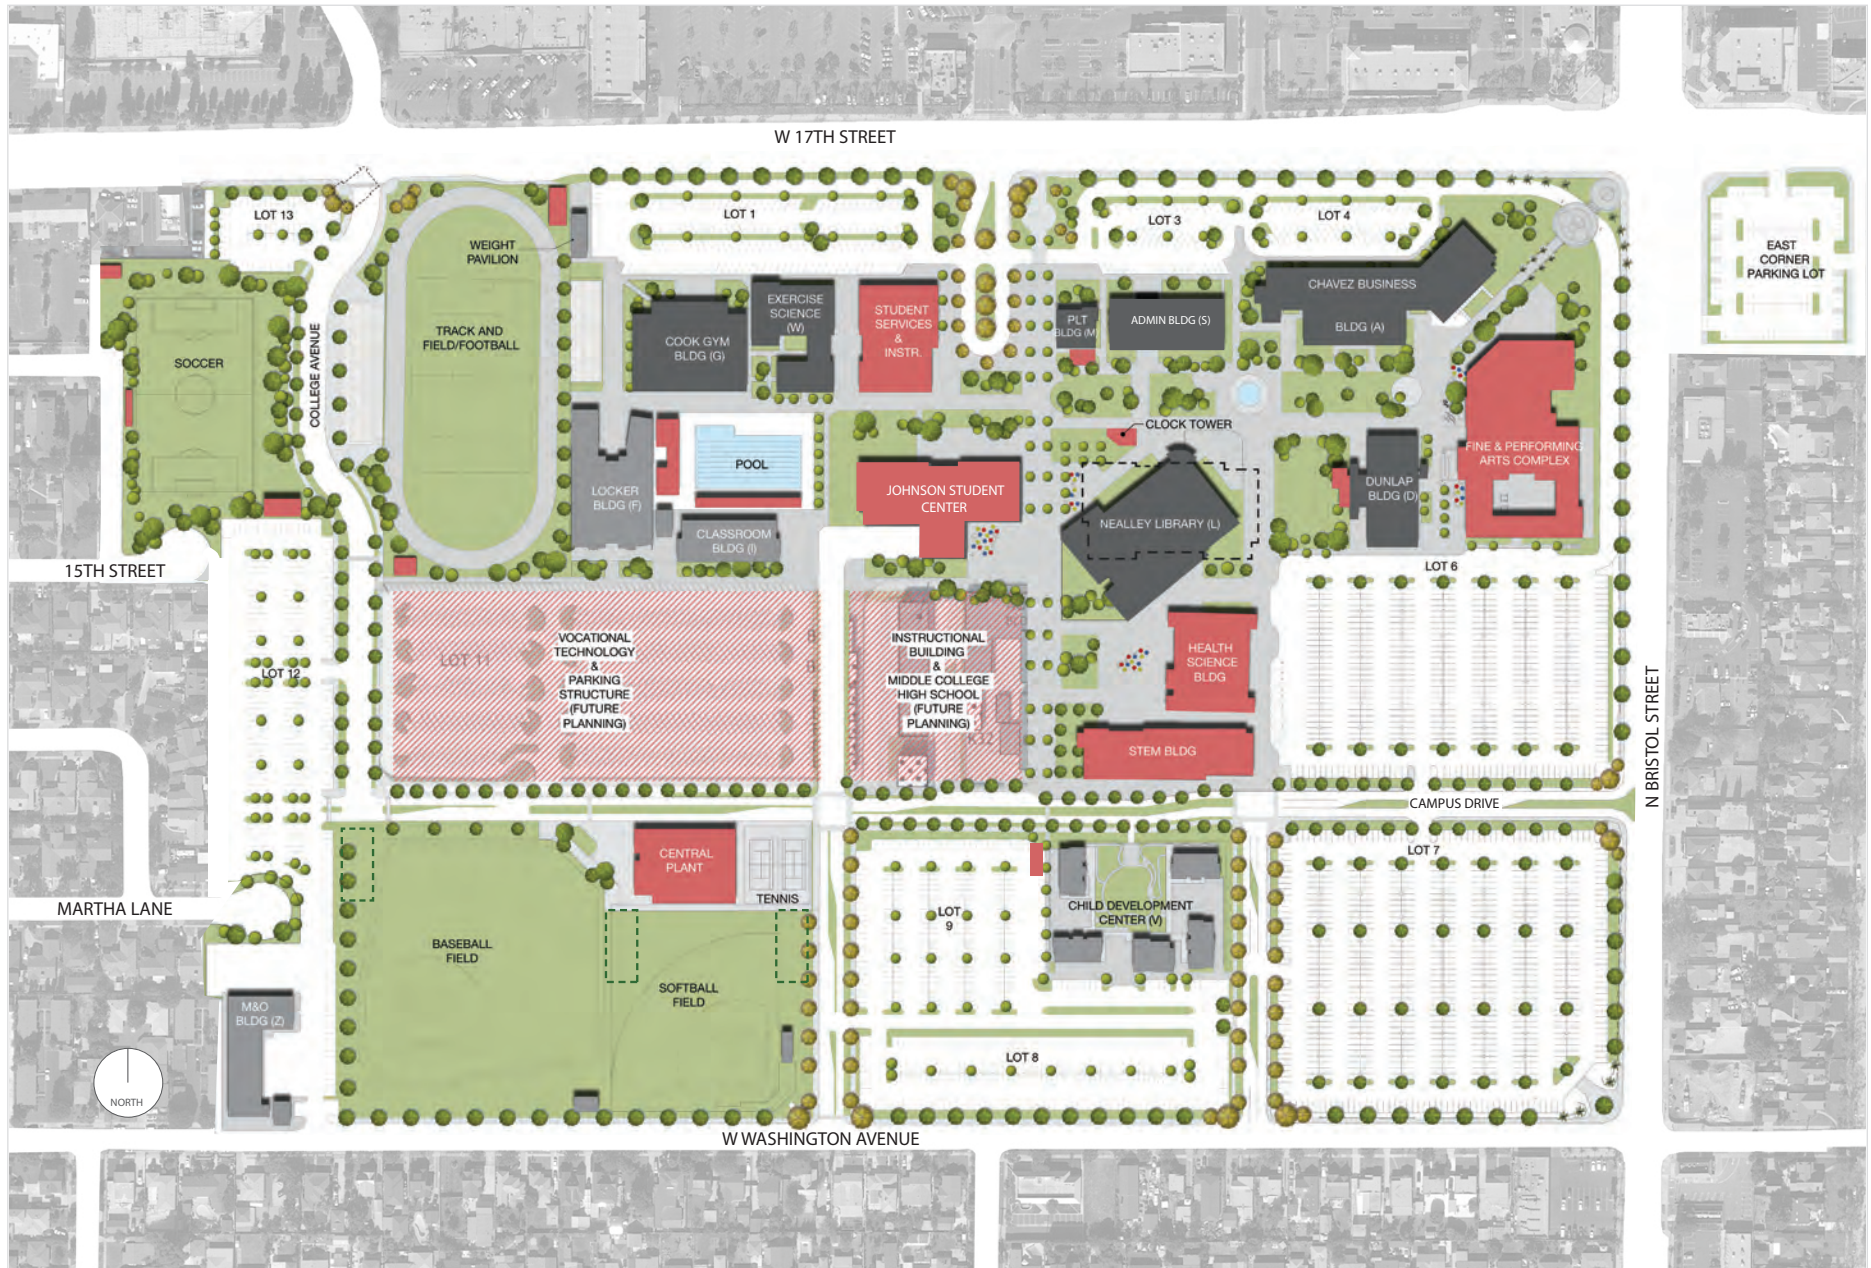 W 17TH STREET
LOT 13
LOT 1
LOT 3
LOT 4
WEIGHT
PAVILION
EAST
CORNER
PARKING LOT
COLLEGE AVENUE
SOCCER
TRACK AND
FIELD/FOOTBALL
COOK GYM
BLDG (G)
EXERCISE
SCIENCE
(W)
STUDENT
SERVICES
&
INSTR.
PLT
BLDG (M)
ADMIN BLDG (S)
CHAVEZ BUSINESS
BLDG (A)
CLOCK TOWER
POOL
LOCKER
BLDG (F)
CLASSROOM
BLDG (I)
JOHNSON STUDENT
CENTER
NEALLEY LIBRARY (L)
DUNLAP
BLDG (D)
FINE & PERFORMING
ARTS COMPLEX
15TH STREET
LOT 6
LOT 11
VOCATIONAL
TECHNOLOGY
&
PARKING
STRUCTURE
(FUTURE
PLANNING)
INSTRUCTIONAL
BUILDING
&
MIDDLE COLLEGE
HIGH SCHOOL
(FUTURE
PLANNING)
K32
HEALTH
SCIENCE
BLDG
STEM BLDG
LOT 12
N BRISTOL STREET
CAMPUS DRIVE
LOT 7
CENTRAL
PLANT
TENNIS
MARTHA LANE
BASEBALL
FIELD
SOFTBALL
FIELD
LOT
9
CHILD DEVELOPMENT
CENTER (V)
M&O
BLDG (Z)
LOT 8
NORTH
W WASHINGTON AVENUE